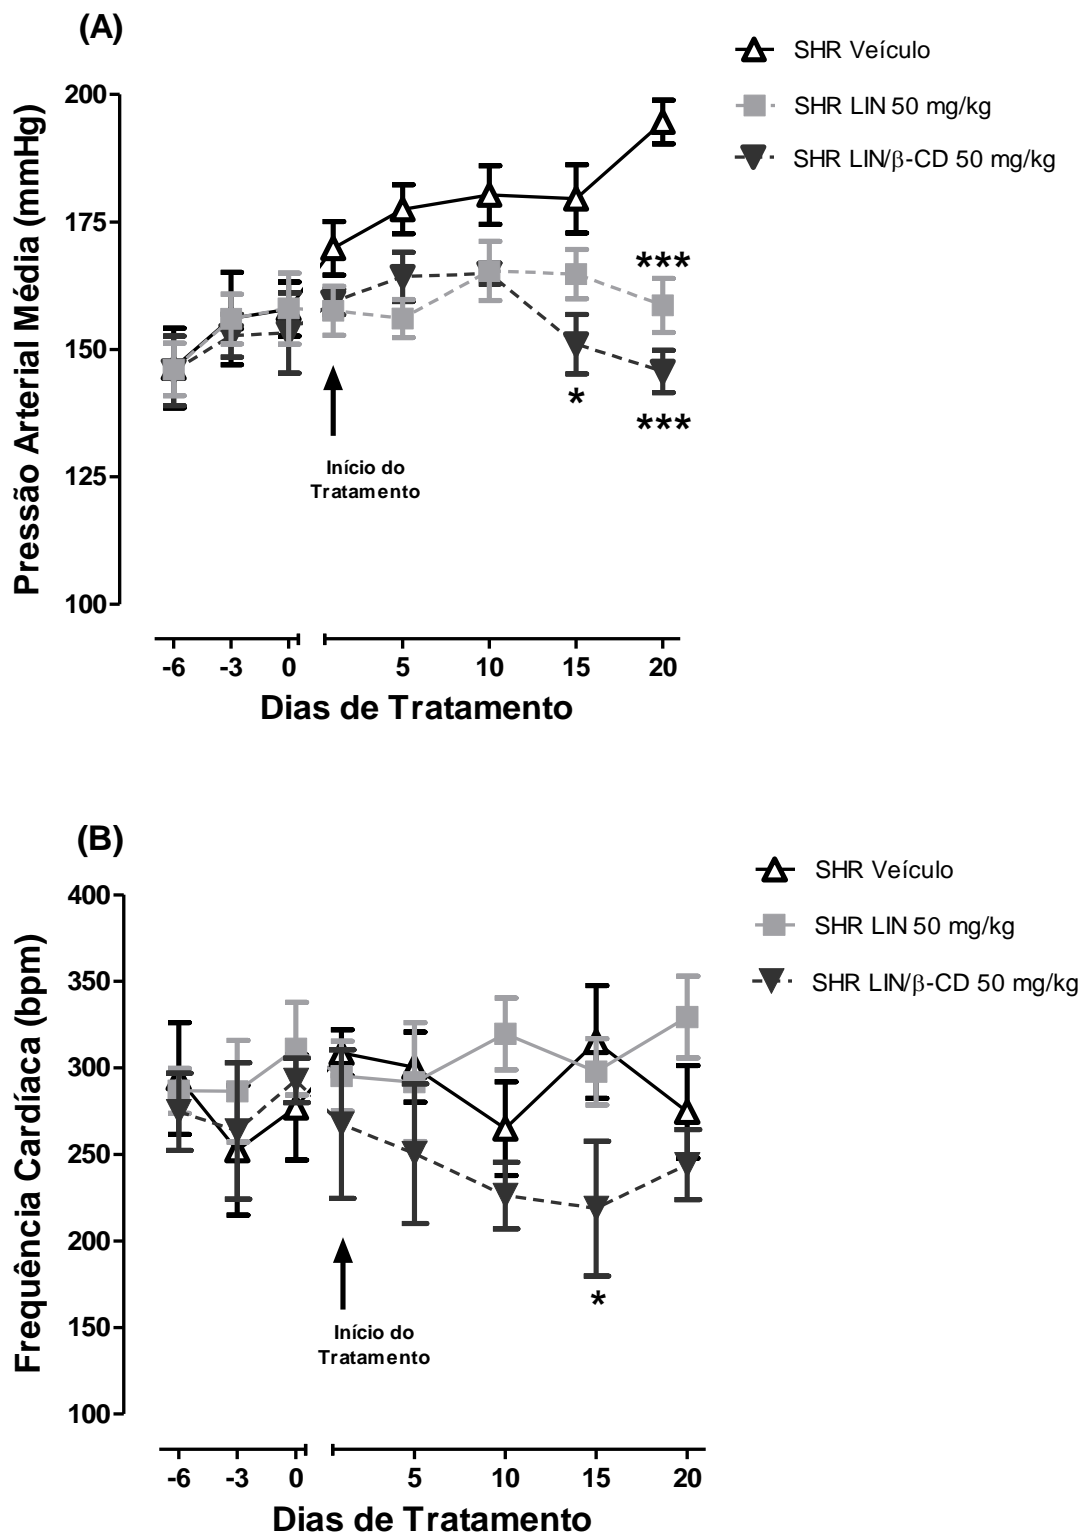 (A)
SHR Veículo
SHR LIN 50 mg/kg
SHR LIN/β-CD 50 mg/kg
Pressão Arterial Média (mmHg)
200
175
150
125
100
***
*
***
Início do
Tratamento
-6 -3 0 5 10 15 20
Dias de Tratamento
(B)
SHR Veículo
SHR LIN 50 mg/kg
SHR LIN/β-CD 50 mg/kg
Frequência Cardíaca (bpm)
400
350
300
250
200
150
100
*
Início do
Tratamento
-6 -3 0 5 10 15 20
Dias de Tratamento